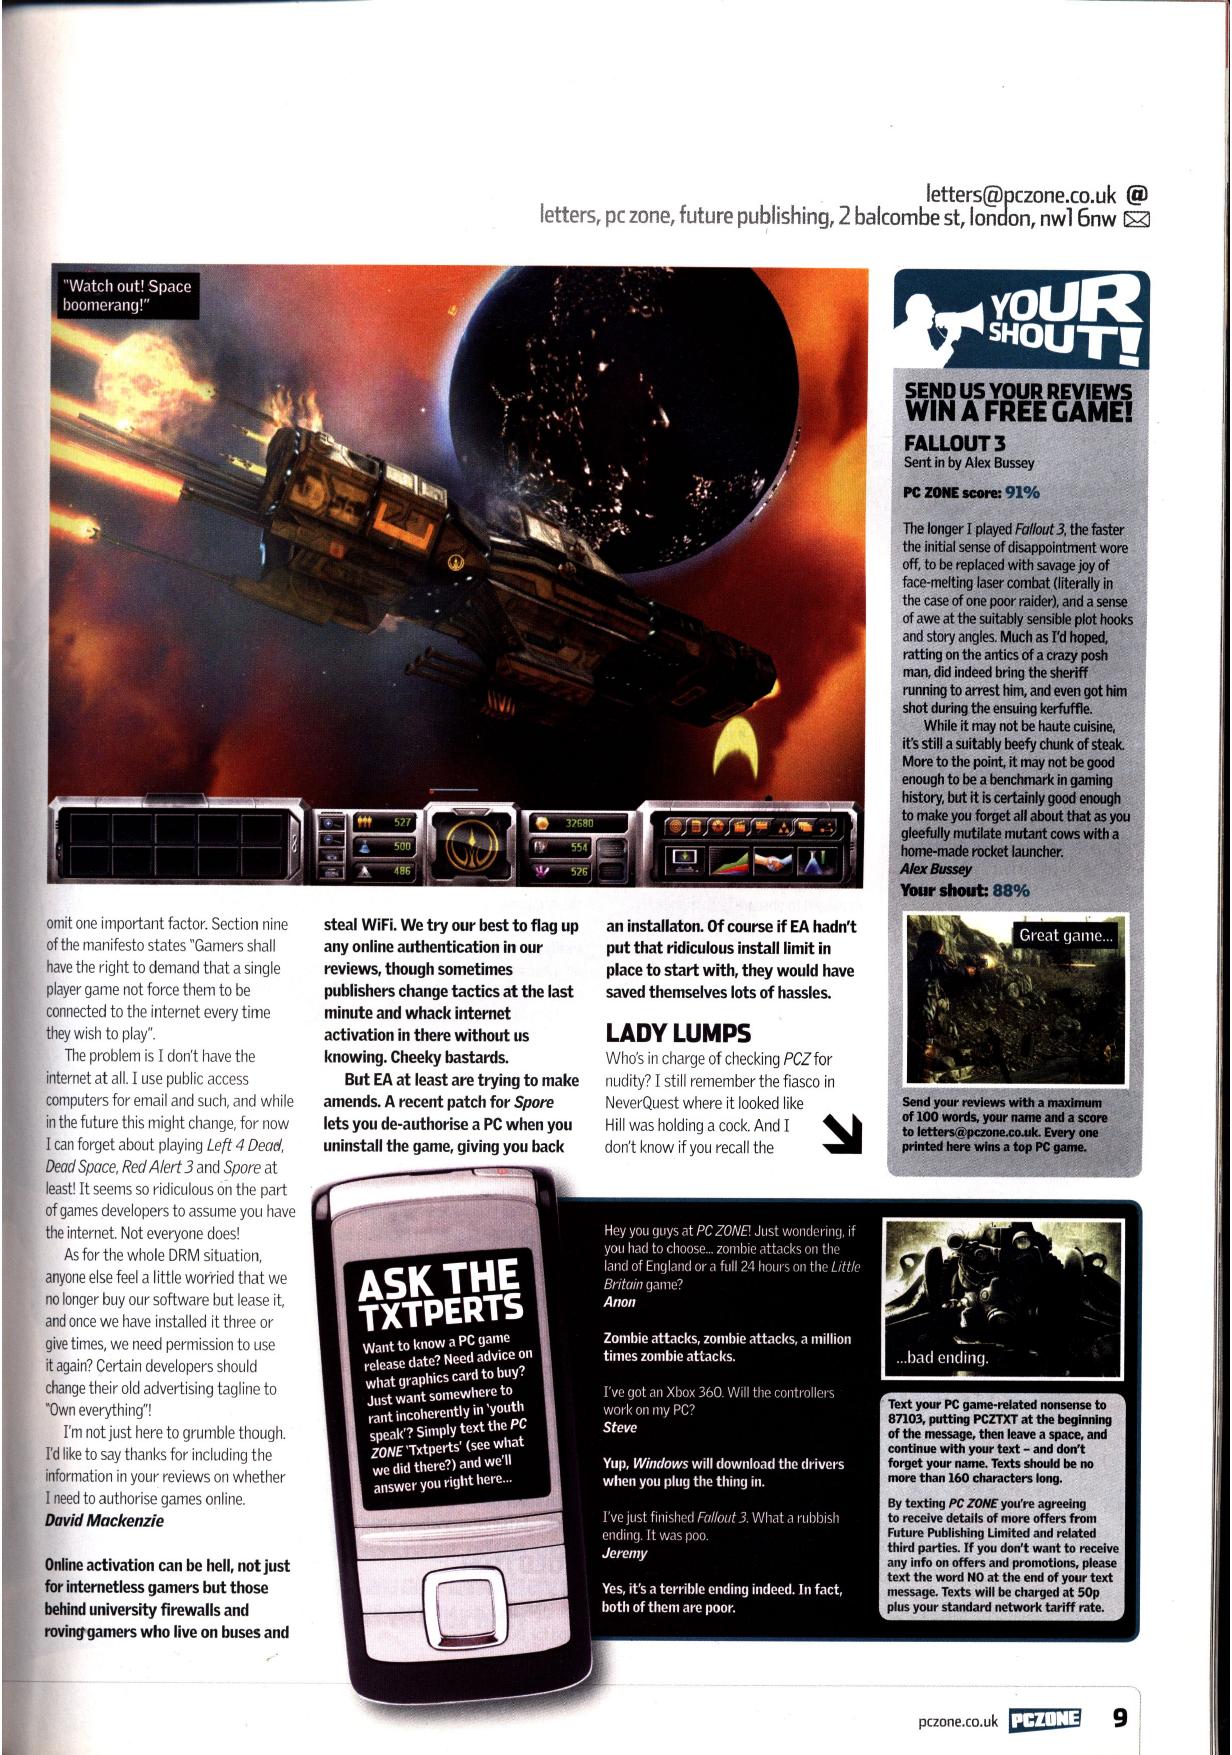 letters@pczone.co.uk @
letters, pc zone, future publishing, 2 balcombe st, london, nw1 6nw
"Watch out! Space
boomerang!"
527
500
486
32680
554
526
omit one important factor. Section nine
of the manifesto states "Gamers shall
have the right to demand that a single
player game not force them to be
connected to the internet every time
they wish to play".
The problem is I don't have the
internet at all. I use public access
computers for email and such, and while
in the future this might change, for now
I can forget about playing Left 4 Dead,
Dead Space, Red Alert 3 and Spore at
least! It seems so ridiculous on the part
of games developers to assume you have
the internet. Not everyone does!
As for the whole DRM situation,
anyone else feel a little worried that we
no longer buy our software but lease it,
and once we have installed it three or
give times, we need permission to use
it again? Certain developers should
change their old advertising tagline to
"Own everything"!
I'm not just here to grumble though.
I'd like to say thanks for including the
information in your reviews on whether
I need to authorise games online.
David Mackenzie
Online activation can be hell, not just
for internetless gamers but those
behind university firewalls and
roving gamers who live on buses and
steal WiFi. We try our best to flag up
any online authentication in our
reviews, though sometimes
publishers change tactics at the last
minute and whack internet
activation in there without us
knowing. Cheeky bastards.
But EA at least are trying to make
amends. A recent patch for Spore
lets you de-authorise a PC when you
uninstall the game, giving you back
an installaton. Of course if EA hadn't
put that ridiculous install limit in
place to start with, they would have
saved themselves lots of hassles.
LADY LUMPS
Who's in charge of checking PCZ for
nudity? I still remember the fiasco in
NeverQuest where it looked like
Hill was holding a cock. And I
don't know if you recall the
YOUR
SHOUT!
SEND US YOUR REVIEWS
WIN A FREE GAME!
FALLOUT 3
Sent in by Alex Bussey
PC ZONE score: 91%
The longer I played Fallout 3, the faster
the initial sense of disappointment wore
off, to be replaced with savage joy of
face-melting laser combat (literally in
the case of one poor raider), and a sense
of awe at the suitably sensible plot hooks
and story angles. Much as I'd hoped,
ratting on the antics of a crazy posh
man, did indeed bring the sheriff
running to arrest him, and even got him
shot during the ensuing kerfuffle.
While it may not be haute cuisine,
it's still a suitably beefy chunk of steak.
More to the point, it may not be good
enough to be a benchmark in gaming
history, but it is certainly good enough
to make you forget all about that as you
gleefully mutilate mutant cows with a
home-made rocket launcher.
Alex Bussey
Your shout: 88%
Great game...
Send your reviews with a maximum
of 100 words, your name and a score
to letters@pczone.co.uk. Every one
printed here wins a top PC game.
ASK THE
TXTPERTS
Want to know a PC game
release date? Need advice on
what graphics card to buy?
Just want somewhere to
rant incoherently in 'youth
speak'? Simply text the PC
ZONE 'Txtperts' (see what
we did there?) and we'll
answer you right here...
Hey you guys at PC ZONE! Just wondering, if
you had to choose... zombie attacks on the
land of England or a full 24 hours on the Little
Britain game?
Anon
Zombie attacks, zombie attacks, a million
times zombie attacks.
I've got an Xbox 360. Will the controllers
work on my PC?
Steve
Yup, Windows will download the drivers
when you plug the thing in.
I've just finished Fallout 3. What a rubbish
ending. It was poo.
Jeremy
Yes, it's a terrible ending indeed. In fact,
both of them are poor.
...bad ending.
Text your PC game-related nonsense to
87103, putting PCZTXT at the beginning
of the message, then leave a space, and
continue with your text – and don't
forget your name. Texts should be no
more than 160 characters long.
By texting PC ZONE you're agreeing
to receive details of more offers from
Future Publishing Limited and related
third parties. If you don't want to receive
any info on offers and promotions, please
text the word NO at the end of your text
message. Texts will be charged at 50p
plus your standard network tariff rate.
pczone.co.uk PCZONE 9